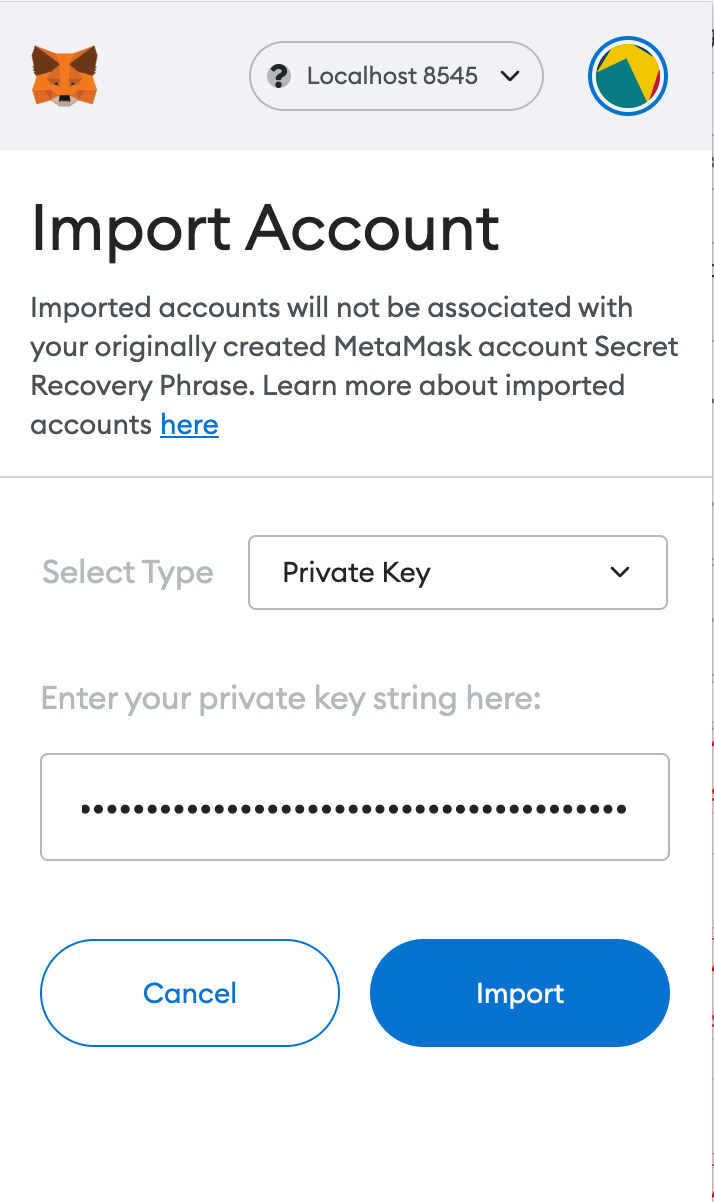 Localhost 8545
Import Account
Imported accounts will not be associated with
your originally created MetaMask account Secret
Recovery Phrase. Learn more about imported
accounts here
Select Type
Private Key
Enter your private key string here:
Cancel
Import